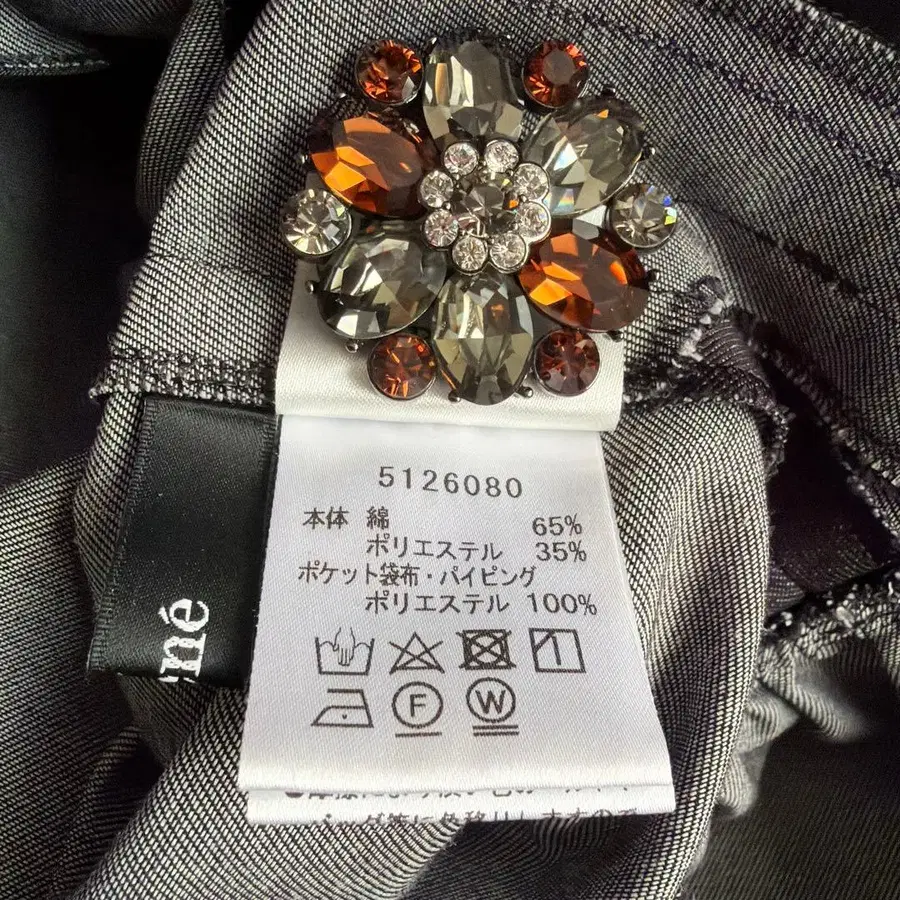 5126080
本体 綿 65%
ポリエステル 35%
ポケット袋布・パイピング
ポリエステル 100%
F W
né